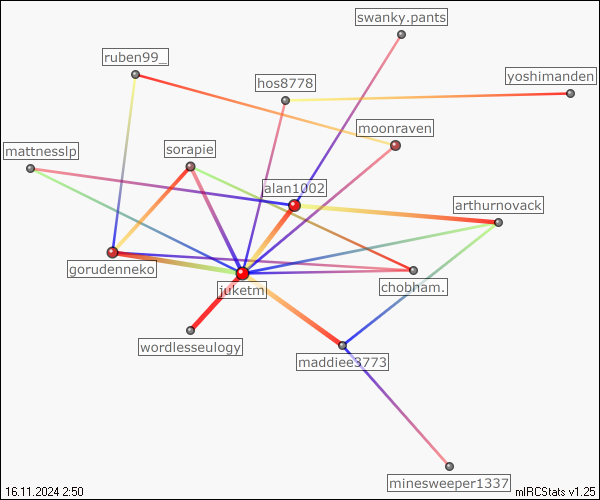 swanky.pants
ruben99_
hos8778
yoshimanden
moonraven
mattnesslp
sorapie
alan1002
arthurnovack
gorudenneko
juketm
chobham.
wordlesseulogy
maddiee3773
minesweeper1337
16.11.2024 2:50
mIRCStats v1.25